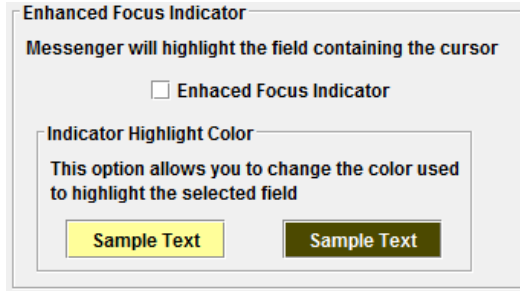 Enhanced Focus Indicator
Messenger will highlight the field containing the cursor
Enhaced Focus Indicator
Indicator Highlight Color
This option allows you to change the color used
to highlight the selected field
Sample Text Sample Text